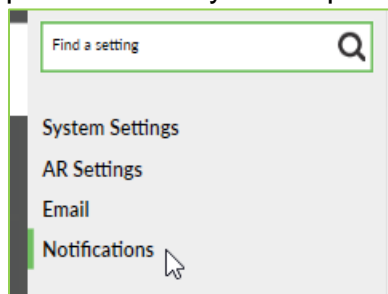 Find a setting
System Settings
AR Settings
Email
Notifications